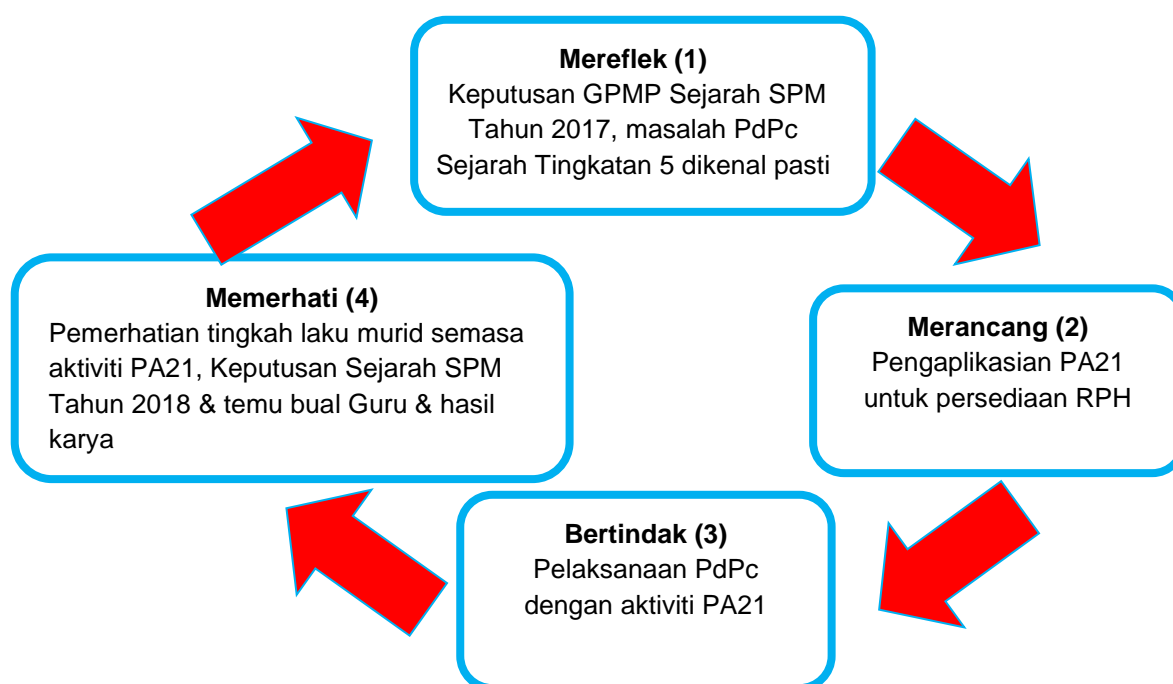 Mereflek (1)
Keputusan GPMP Sejarah SPM
Tahun 2017, masalah PdPc
Sejarah Tingkatan 5 dikenal pasti
Merancang (2)
Pengaplikasian PA21
untuk persediaan RPH
Bertindak (3)
Pelaksanaan PdPc
dengan aktiviti PA21
Memerhati (4)
Pemerhatian tingkah laku murid semasa
aktiviti PA21, Keputusan Sejarah SPM
Tahun 2018 & temu bual Guru & hasil
karya